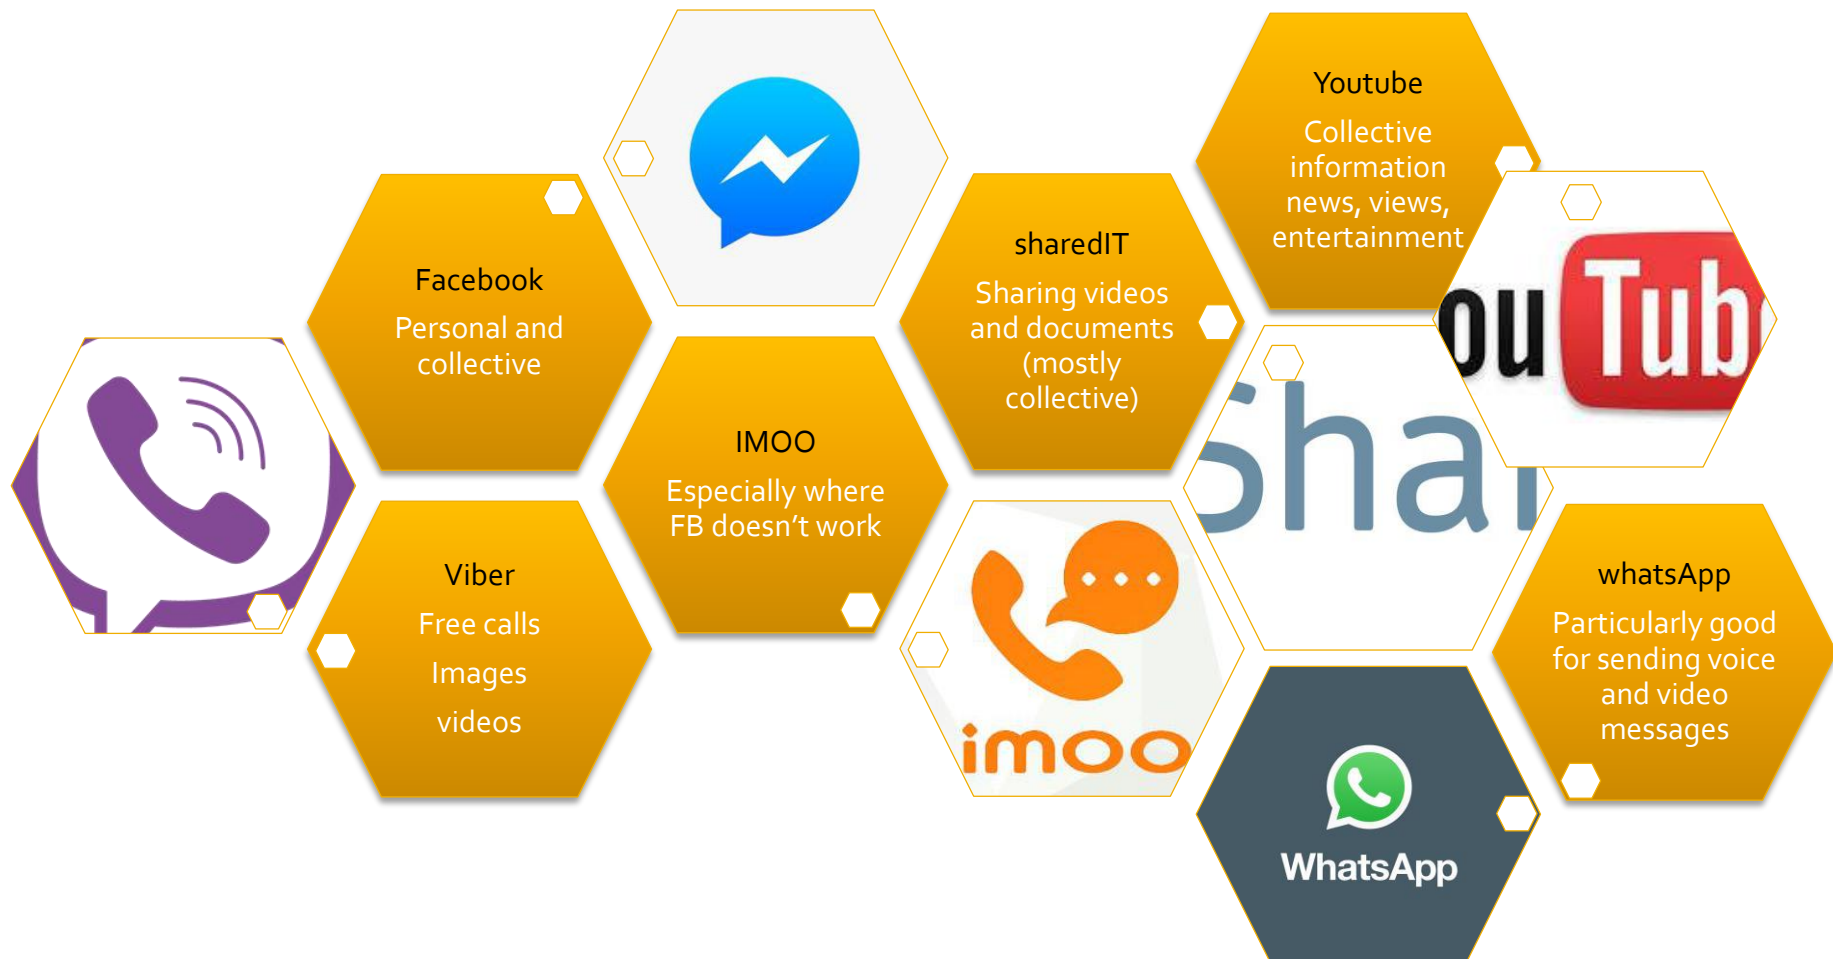 Facebook
Personal and
collective
Viber
Free calls
Images
videos
IMOO
Especially where
FB doesn't work
sharedIT
Sharing videos
and documents
(mostly
collective)
imoo
Youtube
Collective
information
news, views,
entertainment
ouTub
Shar
whatsApp
Particularly good
for sending voice
and video
messages
WhatsApp